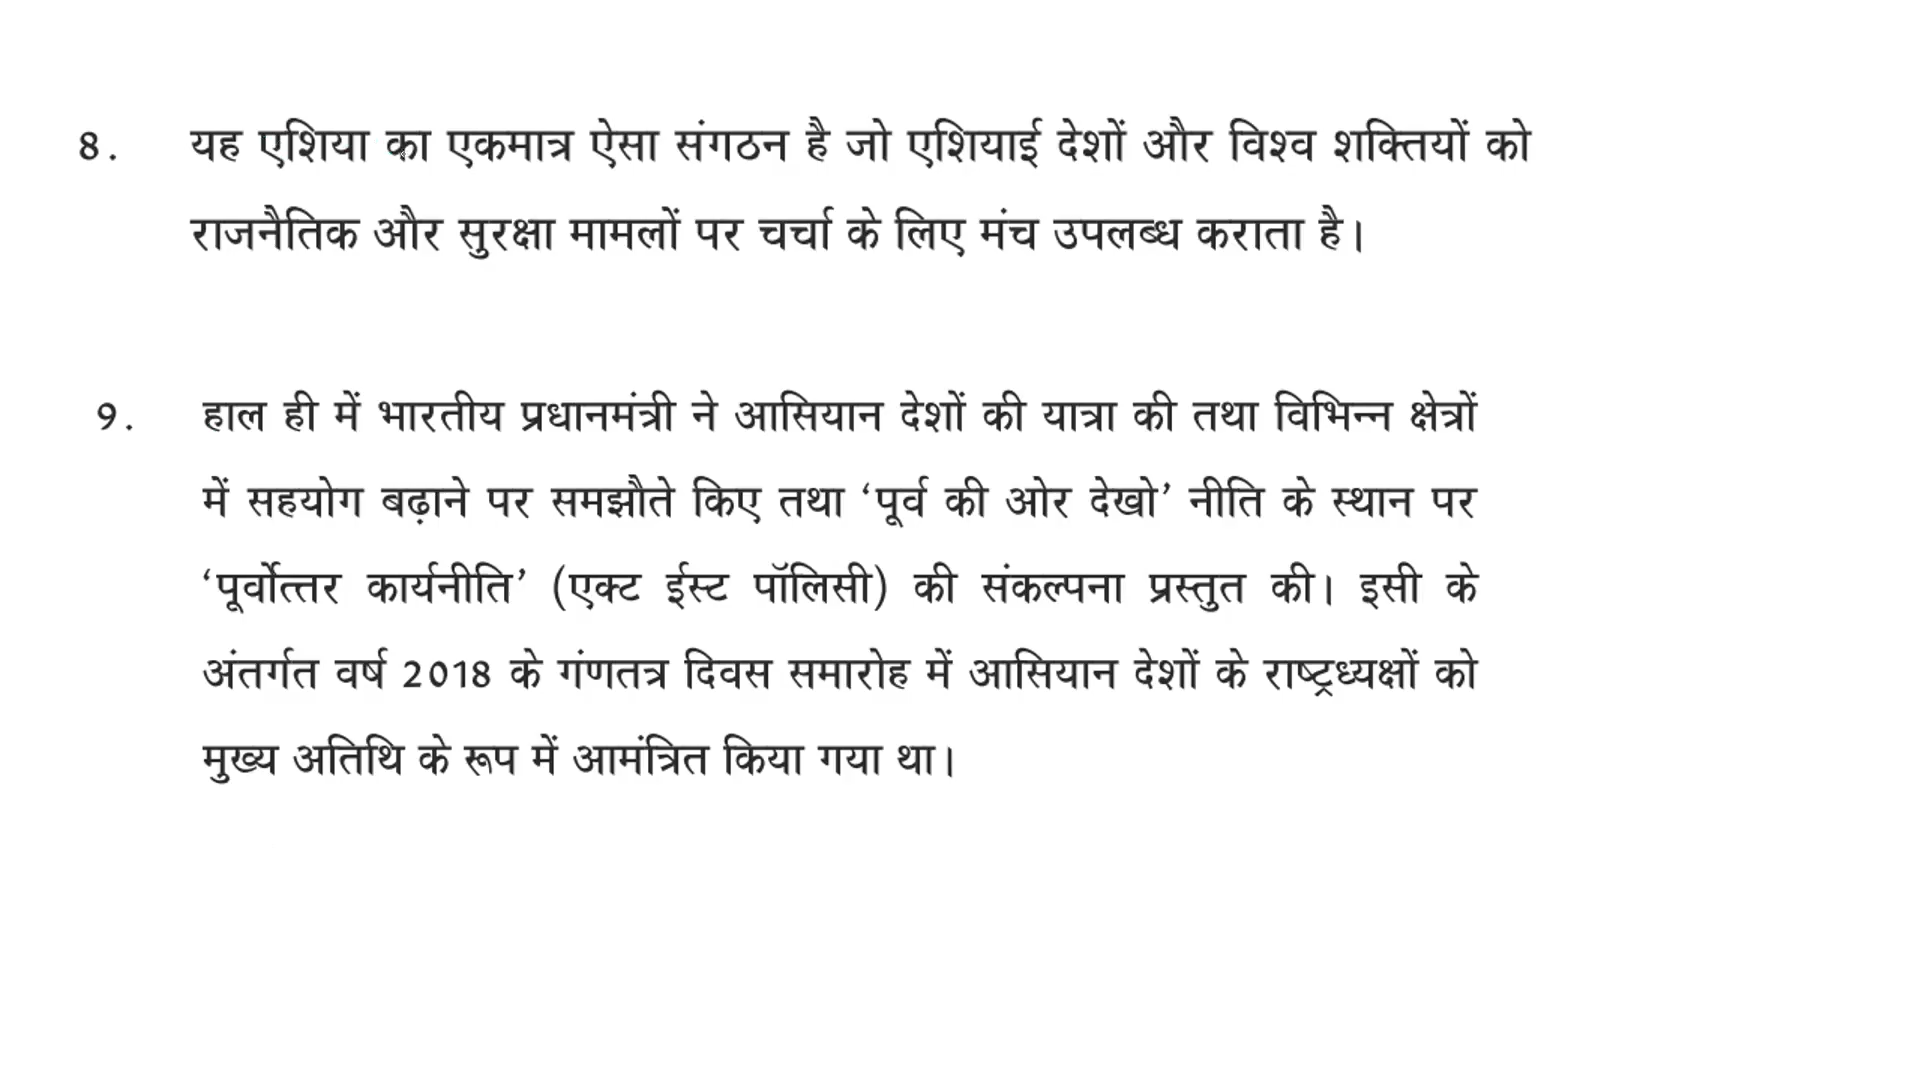 8. यह एशिया का एकमात्र ऐसा संगठन है जो एशियाई देशों और विश्व शक्तियों को
राजनैतिक और सुरक्षा मामलों पर चर्चा के लिए मंच उपलब्ध कराता है।
9. हाल ही में भारतीय प्रधानमंत्री ने आसियान देशों की यात्रा की तथा विभिन्न क्षेत्रों
में सहयोग बढ़ाने पर समझौते किए तथा ‘पूर्व की ओर देखो’ नीति के स्थान पर
‘पूर्वोत्तर कार्यनीति’ (एक्ट ईस्ट पॉलिसी) की संकल्पना प्रस्तुत की। इसी के
अंतर्गत वर्ष 2018 के गंणतत्र दिवस समारोह में आसियान देशों के राष्ट्रध्यक्षों को
मुख्य अतिथि के रूप में आमंत्रित किया गया था।